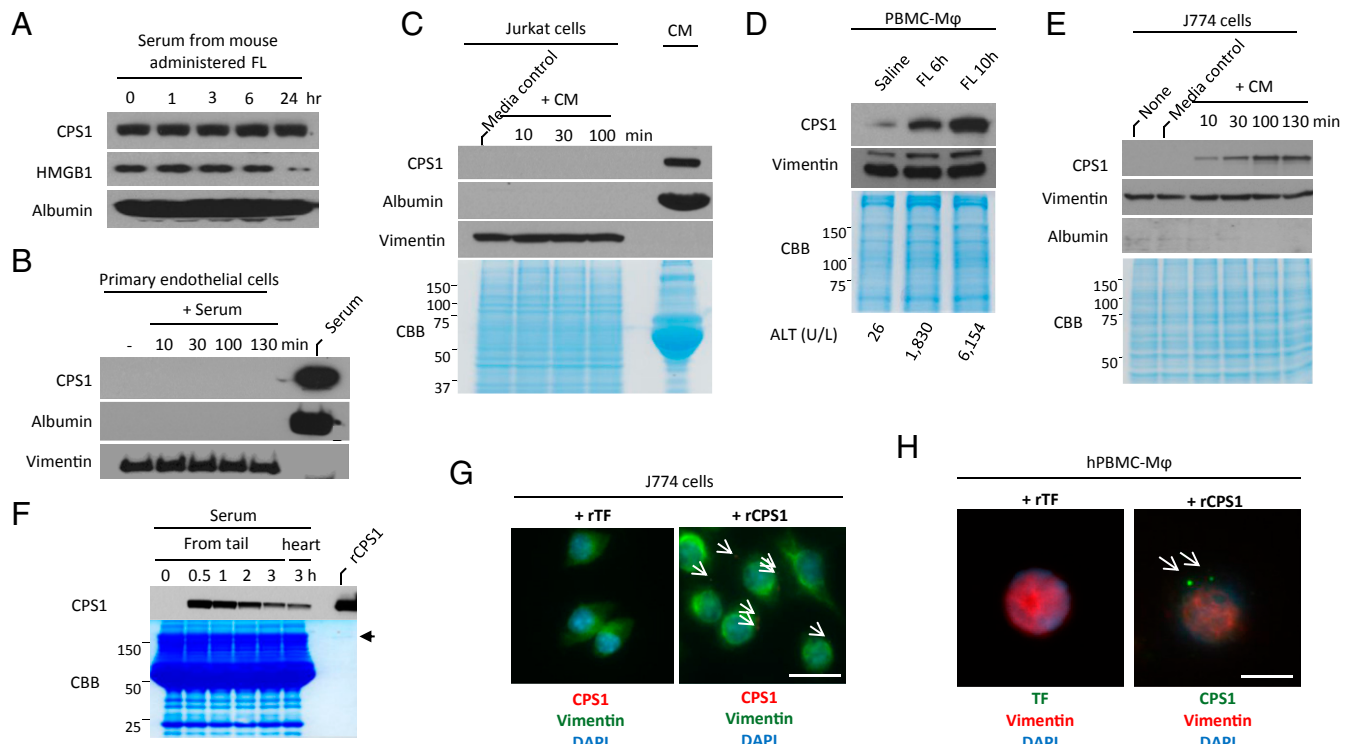 A
Serum from mouse
administered FL
0 1 3 6 24 hr
CPS1
HMGB1
Albumin
B
Primary endothelial cells
+ Serum
Serum
- 10 30 100 130 min
CPS1
Albumin
Vimentin
C
Jurkat cells
CM
Media control
+ CM
10 30 100 min
CPS1
Albumin
Vimentin
150
100
75
CBB
50
37
D
PBMC-Mφ
Saline FL 6h FL 10h
CPS1
Vimentin
150
CBB
100
75
ALT (U/L) 26 1,830 6,154
E
J774 cells
None Media control
+ CM
10 30 100 130 min
CPS1
Vimentin
Albumin
150
100
CBB 75
50
F
Serum
From tail heart
rCPS1
0 0.5 1 2 3 3 h
CPS1
150
CBB
50
25
G
J774 cells
+ rTF + rCPS1
CPS1 CPS1
Vimentin Vimentin
DAPI DAPI
H
hPBMC-Mφ
+ rTF + rCPS1
TF CPS1
Vimentin Vimentin
DAPI DAPI